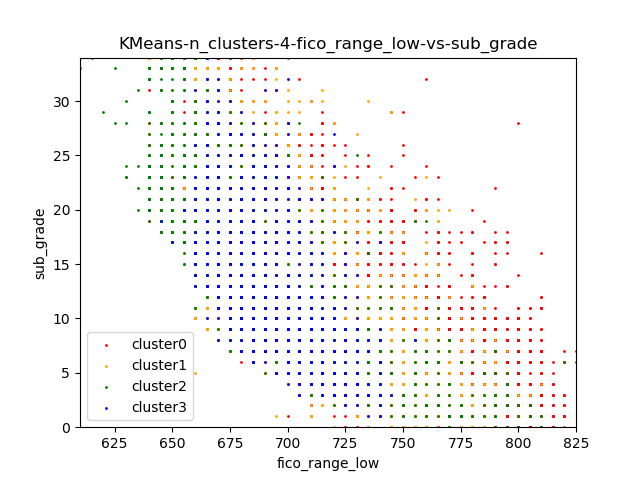 KMeans-n_clusters-4-fico_range_low-vs-sub_grade
30
25
20
15
10
5
0
sub_grade
cluster0
cluster1
cluster2
cluster3
625 650 675 700 725 750 775 800 825
fico_range_low